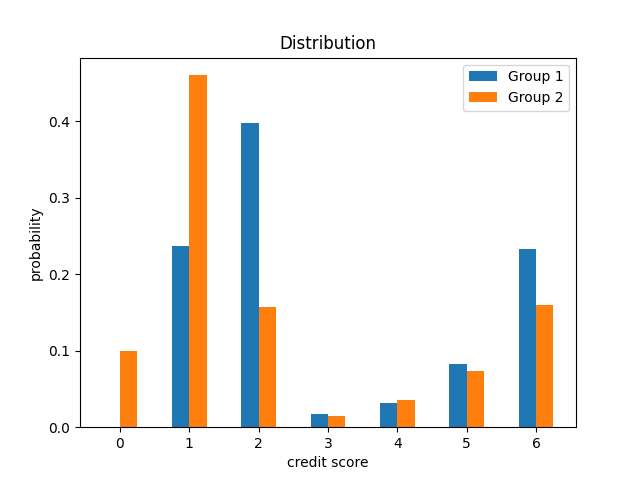 Distribution
Group 1
Group 2
probability
0.4
0.3
0.2
0.1
0.0
0 1 2 3 4 5 6
credit score